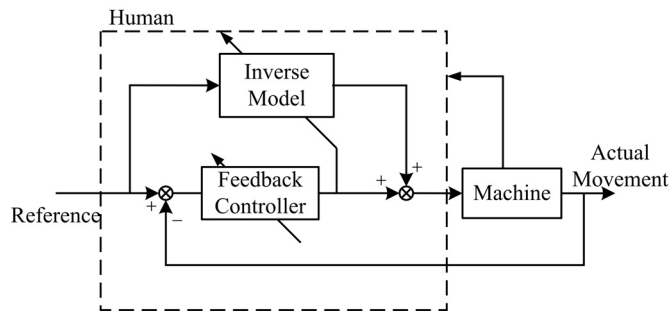 Human
Inverse
Model
+
Feedback
Controller
+
+
−
Reference
Machine
Actual
Movement